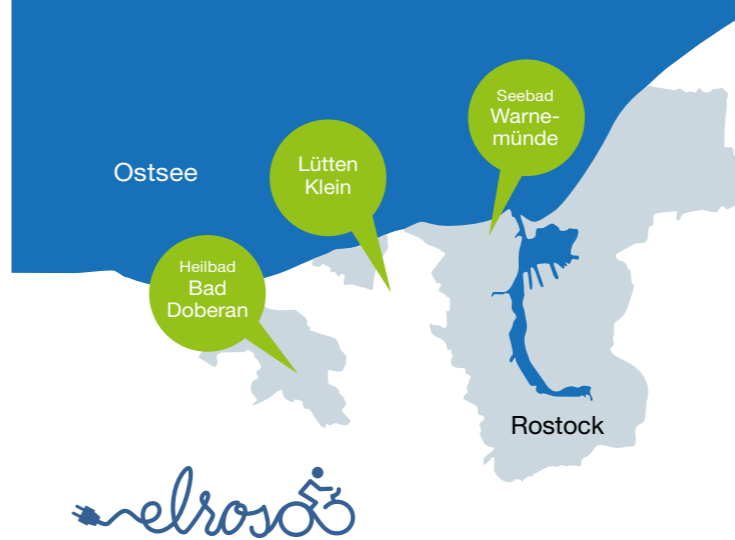 Seebad
Warne-
münde
Lütten
Klein
Ostsee
Heilbad
Bad
Doberan
Rostock
elros